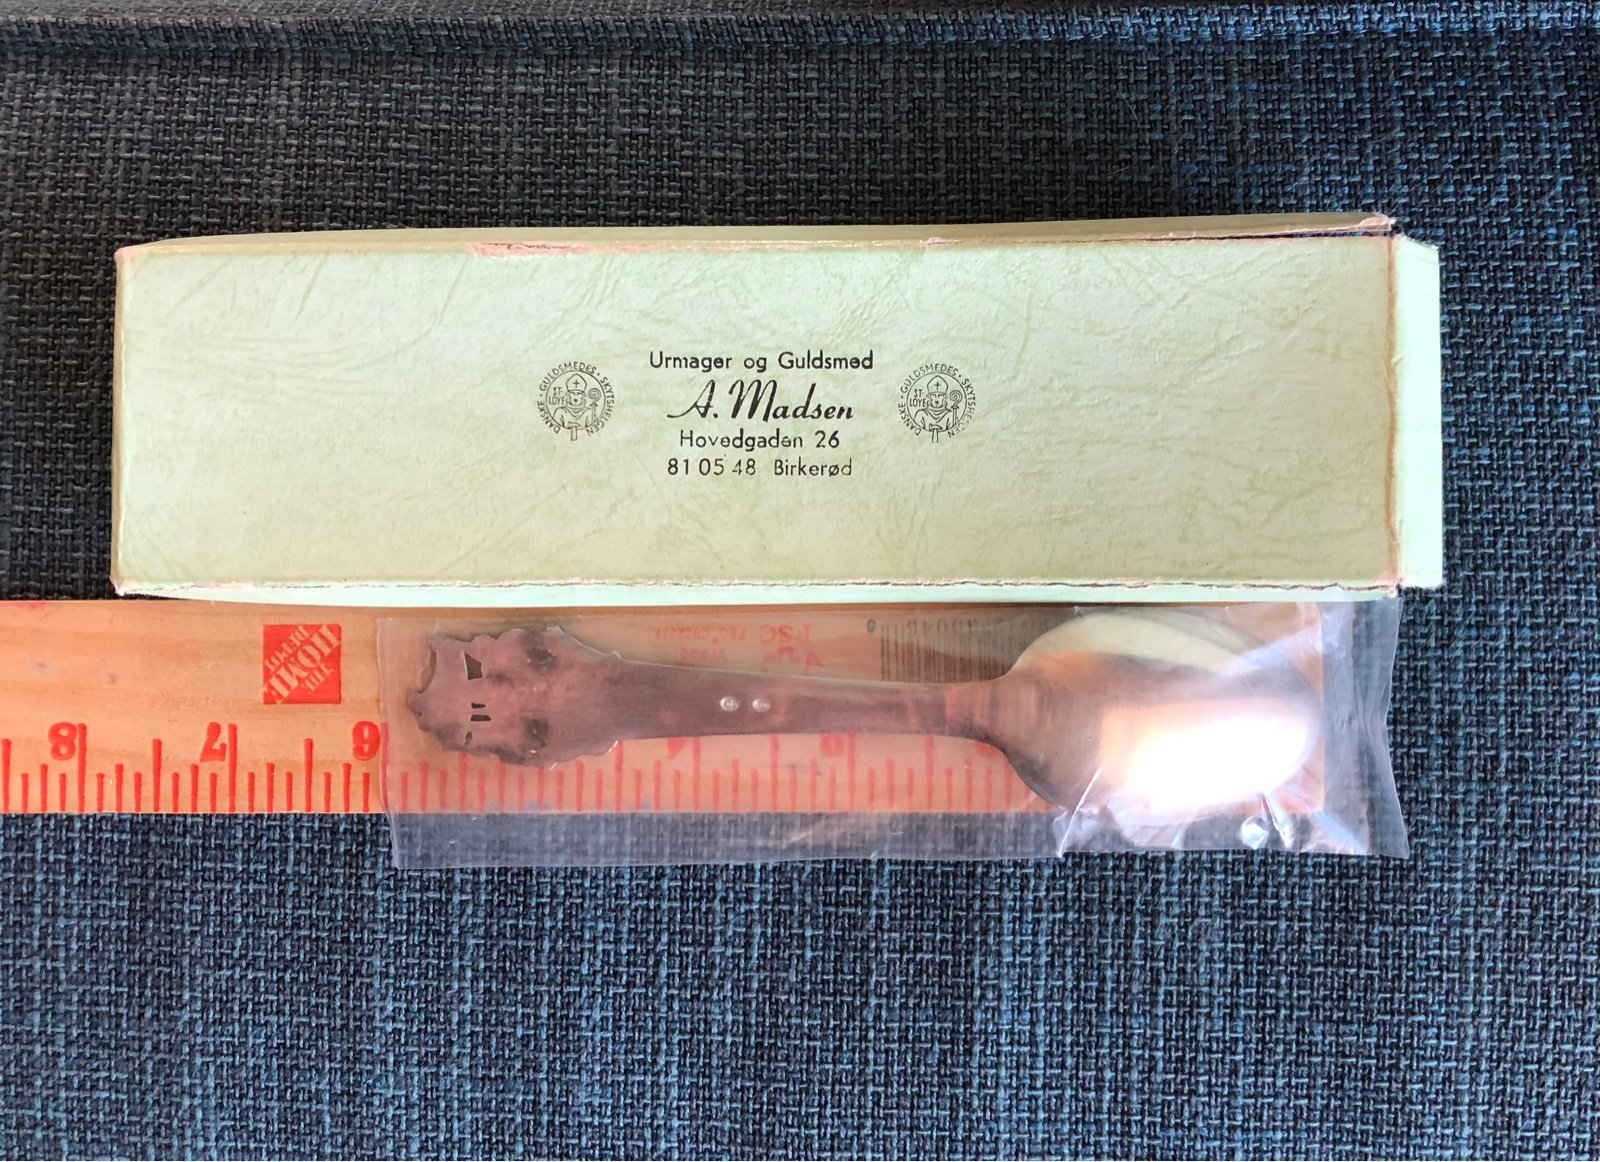 Urmager og Guldsmed
A. Madsen
Hovedgaden 26
81 05 48 Birkerød
DANSKE · GULDSMEDES · SKYTSHELGEN
ST. LOYE
DANSKE · GULDSMEDES · SKYTSHELGEN
ST. LOYE
THE HOME DEPOT
8 7 6
FSC